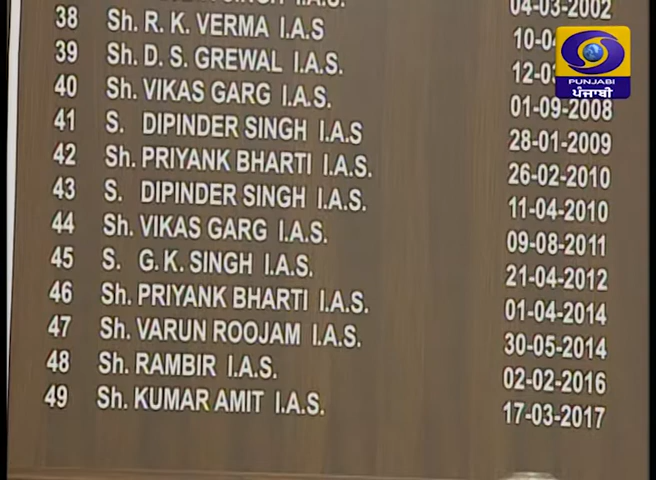 04-03-2002
38 Sh. R. K. VERMA I.A.S
39 Sh. D. S. GREWAL I.A.S.
40 Sh. VIKAS GARG I.A.S. 01-09-2008
41 S. DIPINDER SINGH I.A.S 28-01-2009
42 Sh. PRIYANK BHARTI I.A.S. 26-02-2010
43 S. DIPINDER SINGH I.A.S. 11-04-2010
44 Sh. VIKAS GARG I.A.S. 09-08-2011
45 S. G.K. SINGH I.A.S. 21-04-2012
46 Sh. PRIYANK BHARTI I.A.S. 01-04-2014
47 Sh. VARUN ROOJAM I.A.S. 30-05-2014
48 Sh. RAMBIR I.A.S. 02-02-2016
49 Sh. KUMAR AMIT I.A.S. 17-03-2017
PUNJABI
ਪੰਜਾਬੀ